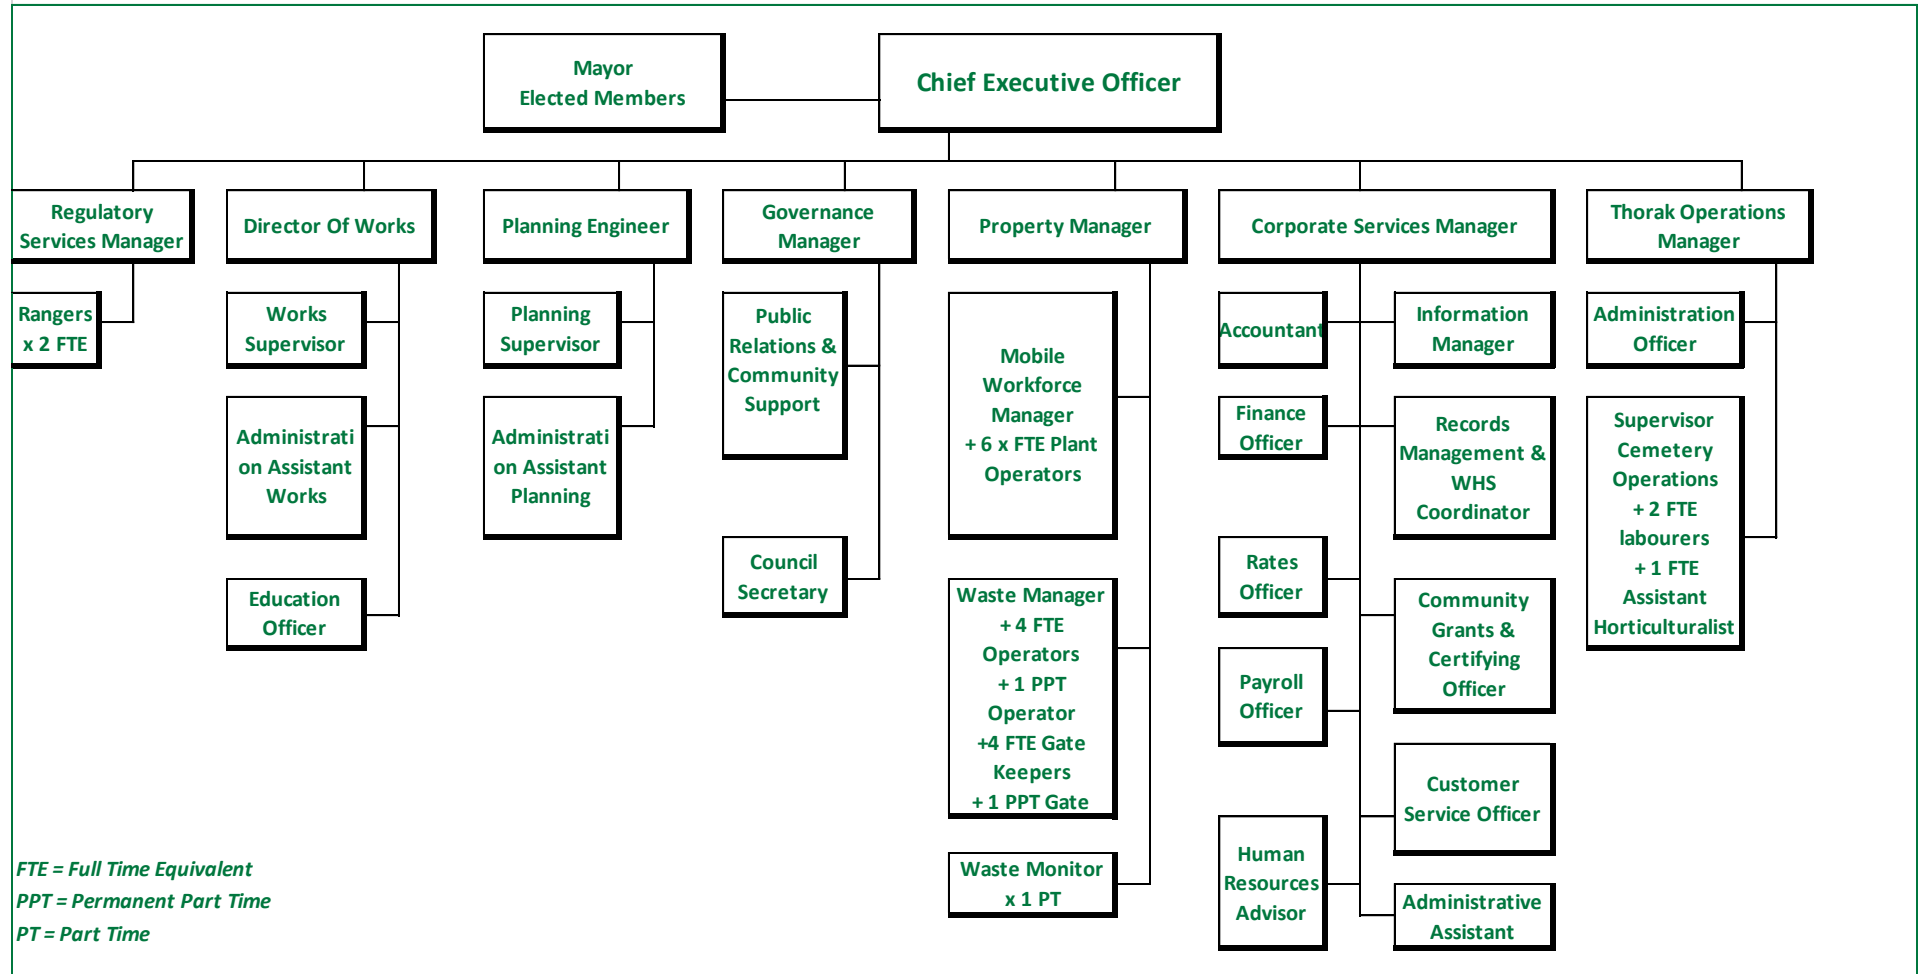 Mayor
Elected Members
Chief Executive Officer
Regulatory
Services Manager
Director Of Works
Planning Engineer
Governance
Manager
Property Manager
Corporate Services Manager
Thorak Operations
Manager
Rangers
x 2 FTE
Works
Supervisor
Administrati
on Assistant
Works
Education
Officer
Planning
Supervisor
Administrati
on Assistant
Planning
Public
Relations &
Community
Support
Council
Secretary
Mobile
Workforce
Manager
+ 6 x FTE Plant
Operators
Waste Manager
+ 4 FTE
Operators
+ 1 PPT
Operator
+4 FTE Gate
Keepers
+ 1 PPT Gate
Waste Monitor
x 1 PT
Accountant
Finance
Officer
Rates
Officer
Payroll
Officer
Human
Resources
Advisor
Information
Manager
Records
Management &
WHS
Coordinator
Community
Grants &
Certifying
Officer
Customer
Service Officer
Administrative
Assistant
Administration
Officer
Supervisor
Cemetery
Operations
+ 2 FTE
labourers
+ 1 FTE
Assistant
Horticulturalist
FTE = Full Time Equivalent
PPT = Permanent Part Time
PT = Part Time